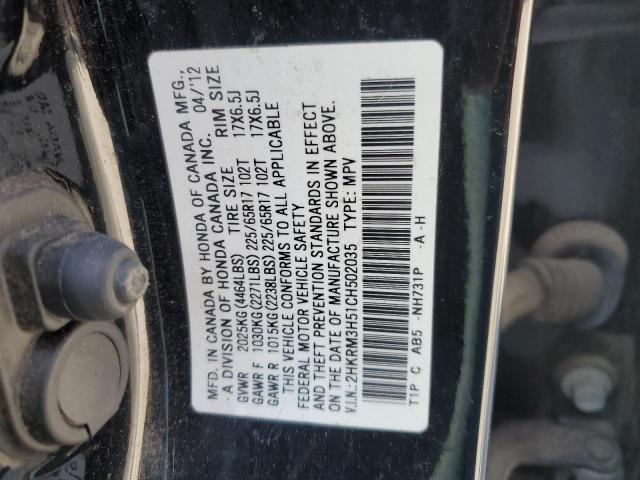 MFD. IN CANADA BY HONDA OF CANADA MFG.,
- A DIVISION OF HONDA CANADA INC. 04/'12
TIRE SIZE RIM SIZE
GVWR 2025KG (4464LBS)
GAWR F 1030KG (2271LBS) 225/65R17 102T 17X6.5J
GAWR R 1015KG (2238LBS) 225/65R17 102T 17X6.5J
THIS VEHICLE CONFORMS TO ALL APPLICABLE
FEDERAL MOTOR VEHICLE SAFETY
AND THEFT PREVENTION STANDARDS IN EFFECT
ON THE DATE OF MANUFACTURE SHOWN ABOVE.
V.I.N.:2HKRM3H51CH502035 TYPE: MPV
T1P C AB5 -NH731P -A -H